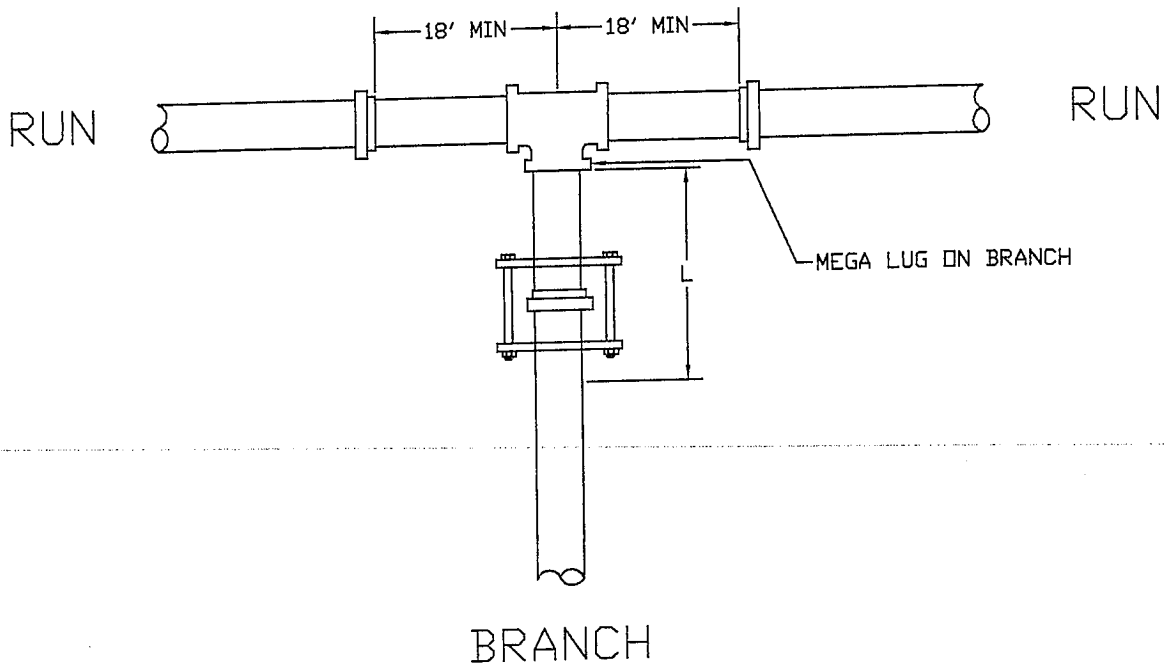 18' MIN 18' MIN
RUN RUN
MEGA LUG ON BRANCH
L
BRANCH